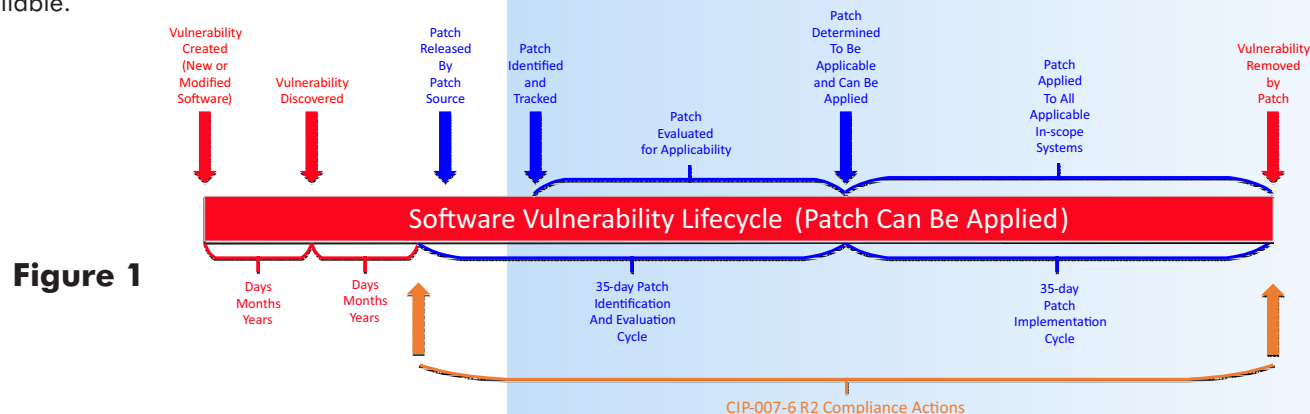 ilable.
Vulnerability
Created
(New or
Modified
Software)
Vulnerability
Discovered
Patch
Released
By
Patch
Source
Patch
Identified
and
Tracked
Patch
Evaluated
for Applicability
Patch
Determined
To Be
Applicable
and Can Be
Applied
Patch
Applied
To All
Applicable
In-scope
Systems
Vulnerability
Removed
by
Patch
Software Vulnerability Lifecycle (Patch Can Be Applied)
Figure 1
Days
Months
Years
Days
Months
Years
35-day Patch
Identification
And Evaluation
Cycle
35-day
Patch
Implementation
Cycle
CIP-007-6 R2 Compliance Actions